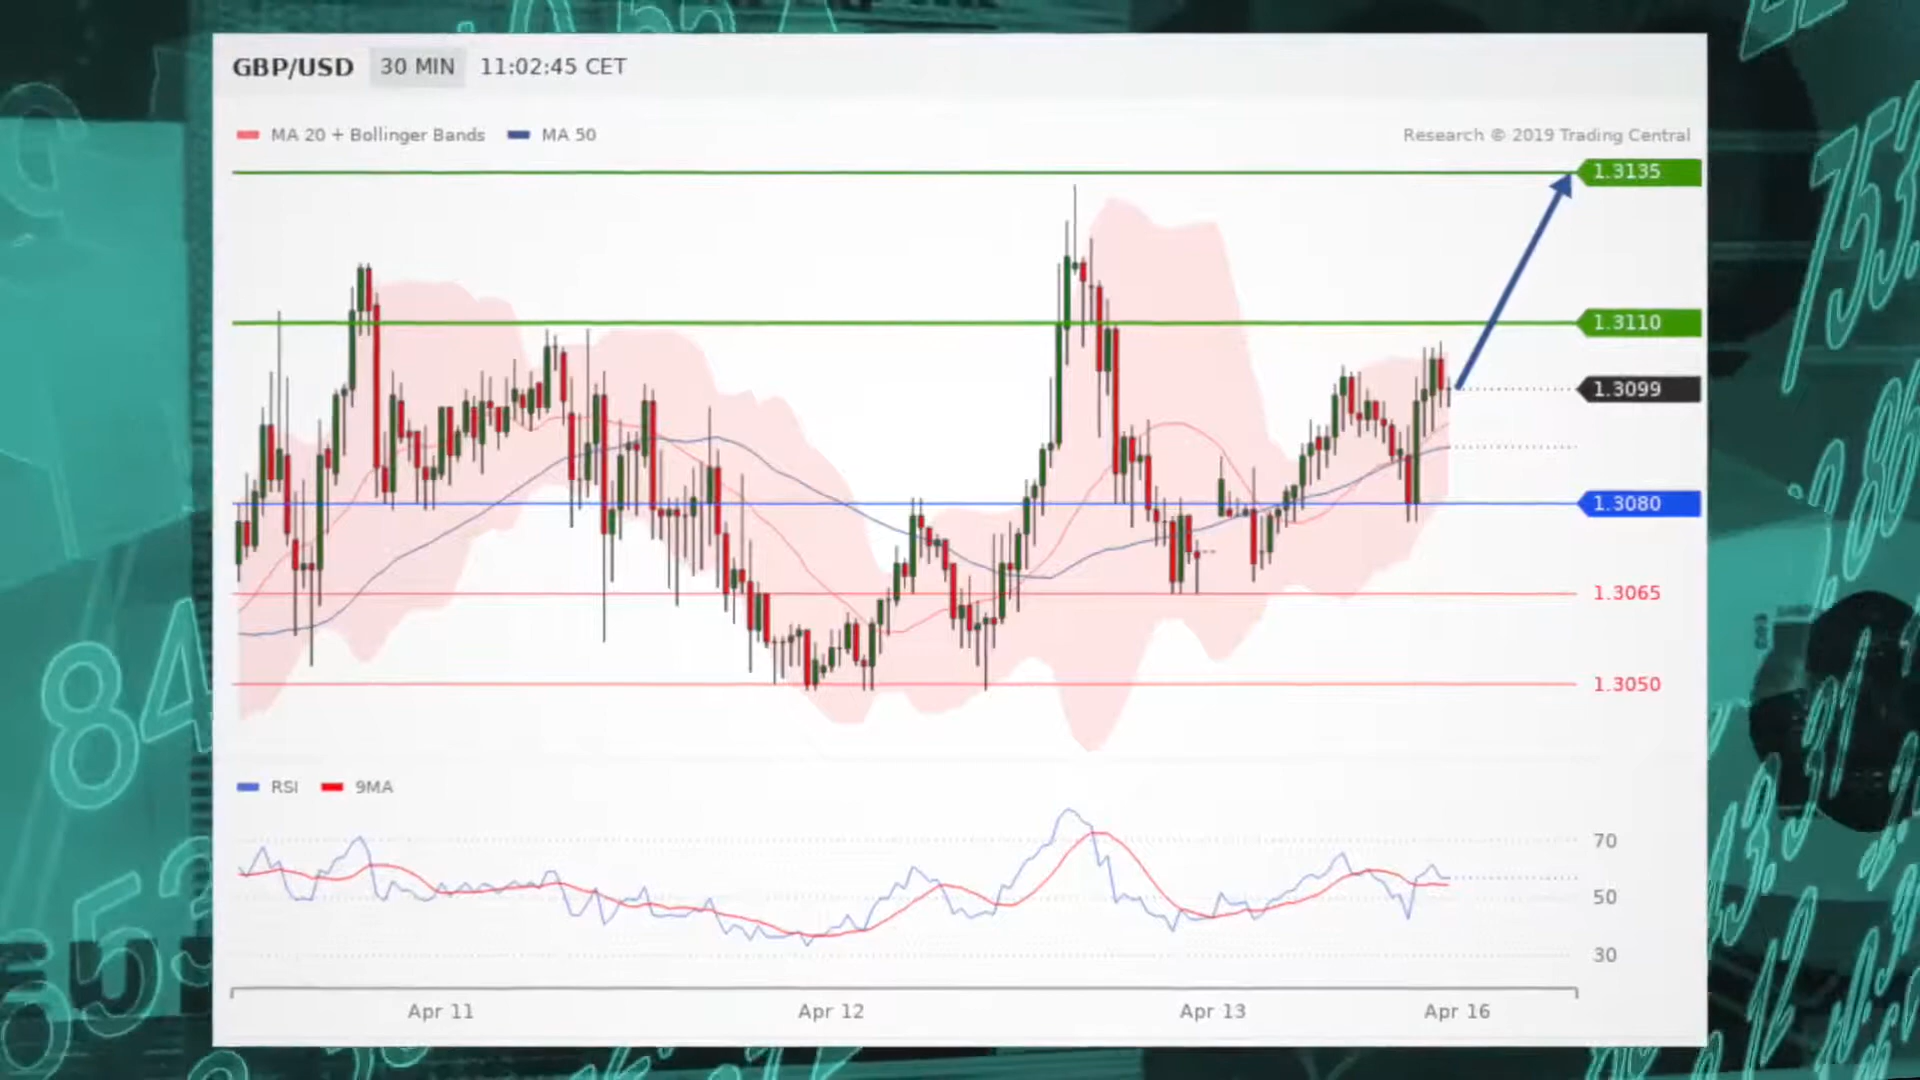 GBP/USD 30 MIN 11:02:45 CET
MA 20 + Bollinger Bands MA 50
Research © 2019 Trading Central
1.3135
1.3110
1.3099
1.3080
1.3065
1.3050
RSI 9MA
70
50
30
Apr 11 Apr 12 Apr 13 Apr 16
84